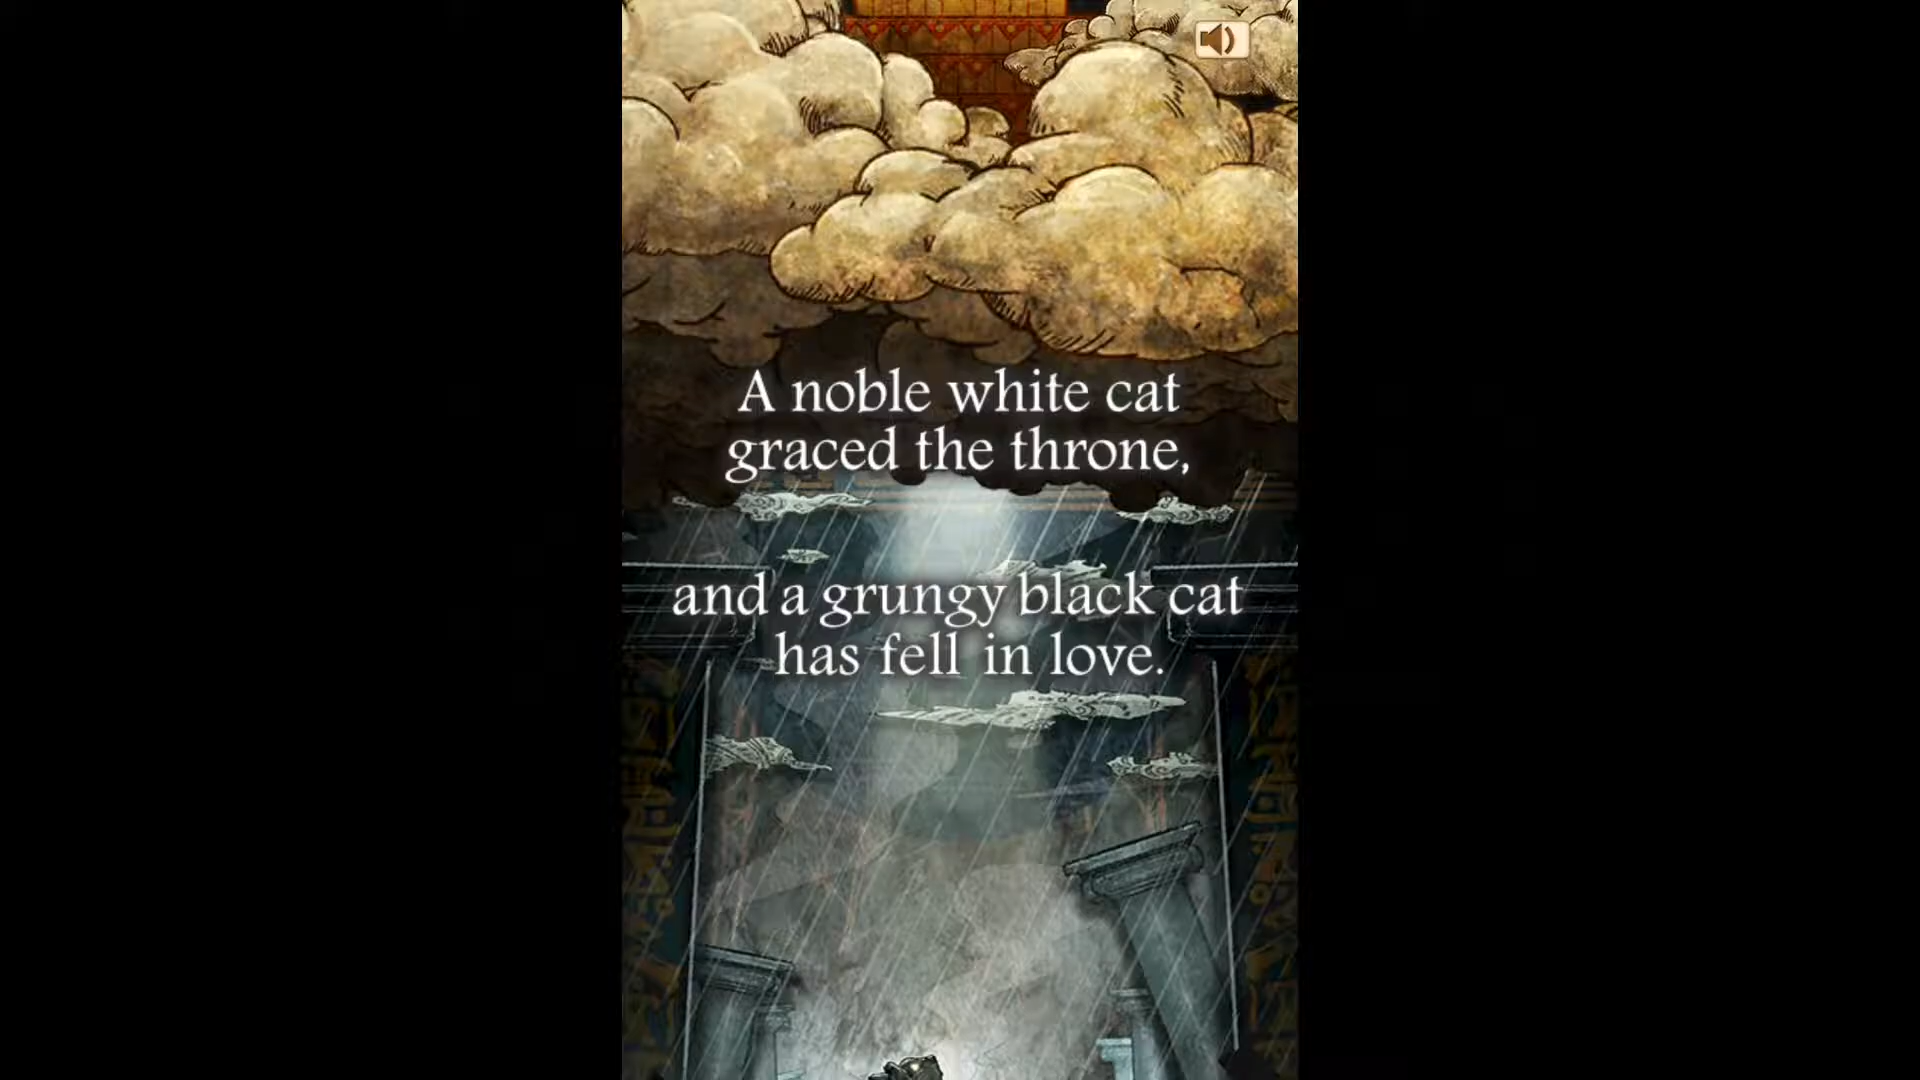 A noble white cat
graced the throne,
and a grungy black cat
has fell in love.